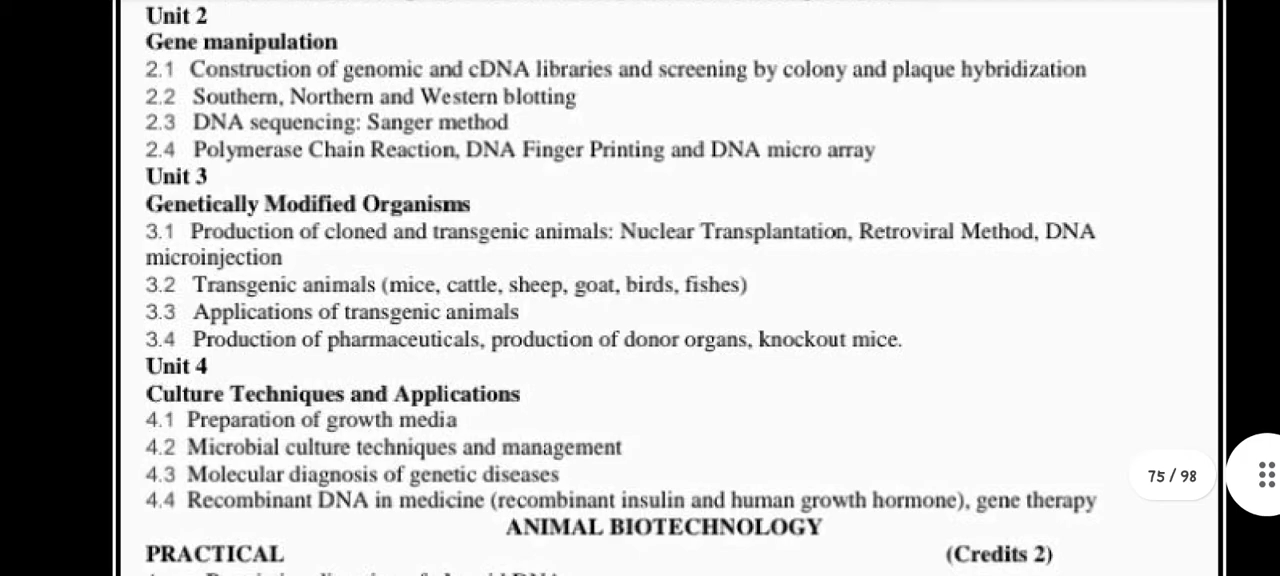 Unit 2
Gene manipulation
2.1 Construction of genomic and cDNA libraries and screening by colony and plaque hybridization
2.2 Southern, Northern and Western blotting
2.3 DNA sequencing: Sanger method
2.4 Polymerase Chain Reaction, DNA Finger Printing and DNA micro array
Unit 3
Genetically Modified Organisms
3.1 Production of cloned and transgenic animals: Nuclear Transplantation, Retroviral Method, DNA
microinjection
3.2 Transgenic animals (mice, cattle, sheep, goat, birds, fishes)
3.3 Applications of transgenic animals
3.4 Production of pharmaceuticals, production of donor organs, knockout mice.
Unit 4
Culture Techniques and Applications
4.1 Preparation of growth media
4.2 Microbial culture techniques and management
4.3 Molecular diagnosis of genetic diseases
75 / 98
4.4 Recombinant DNA in medicine (recombinant insulin and human growth hormone), gene therapy
ANIMAL BIOTECHNOLOGY
PRACTICAL (Credits 2)